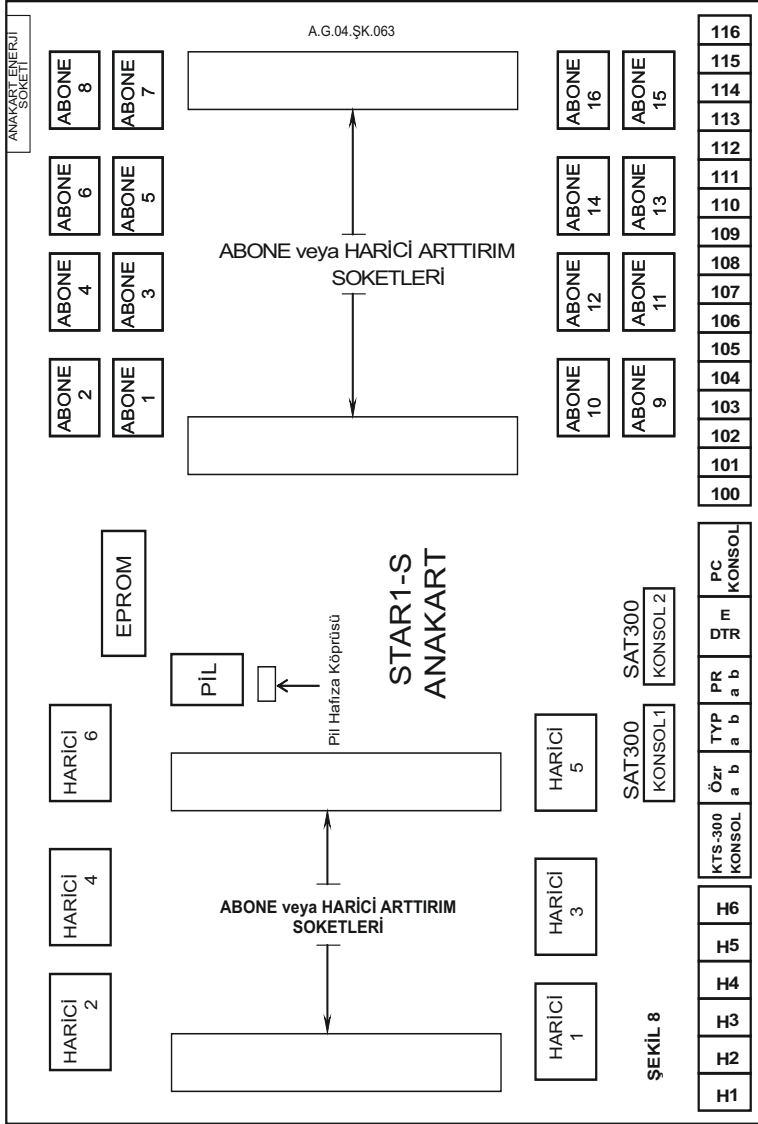 A.G.04.ŞK.063
ANAKART ENERJİ
SOKETİ
ABONE
8
ABONE
7
ABONE
6
ABONE
5
ABONE
4
ABONE
3
ABONE
2
ABONE
1
ABONE veya HARİCİ ARTTIRIM
SOKETLERİ
ABONE
16
ABONE
15
ABONE
14
ABONE
13
ABONE
12
ABONE
11
ABONE
10
ABONE
9
116
115
114
113
112
111
110
109
108
107
106
105
104
103
102
101
100
EPROM
PİL
Pil Hafıza Köprüsü
STAR1-S
ANAKART
SAT300
KONSOL 2
SAT300
KONSOL1
PC
KONSOL
E
DTR
PR
a b
TYP
a b
Özr
a b
KTS-300
KONSOL
HARİCİ
6
HARİCİ
5
HARİCİ
4
HARİCİ
3
HARİCİ
2
HARİCİ
1
ABONE veya HARİCİ ARTTIRIM
SOKETLERİ
ŞEKİL 8
H6
H5
H4
H3
H2
H1